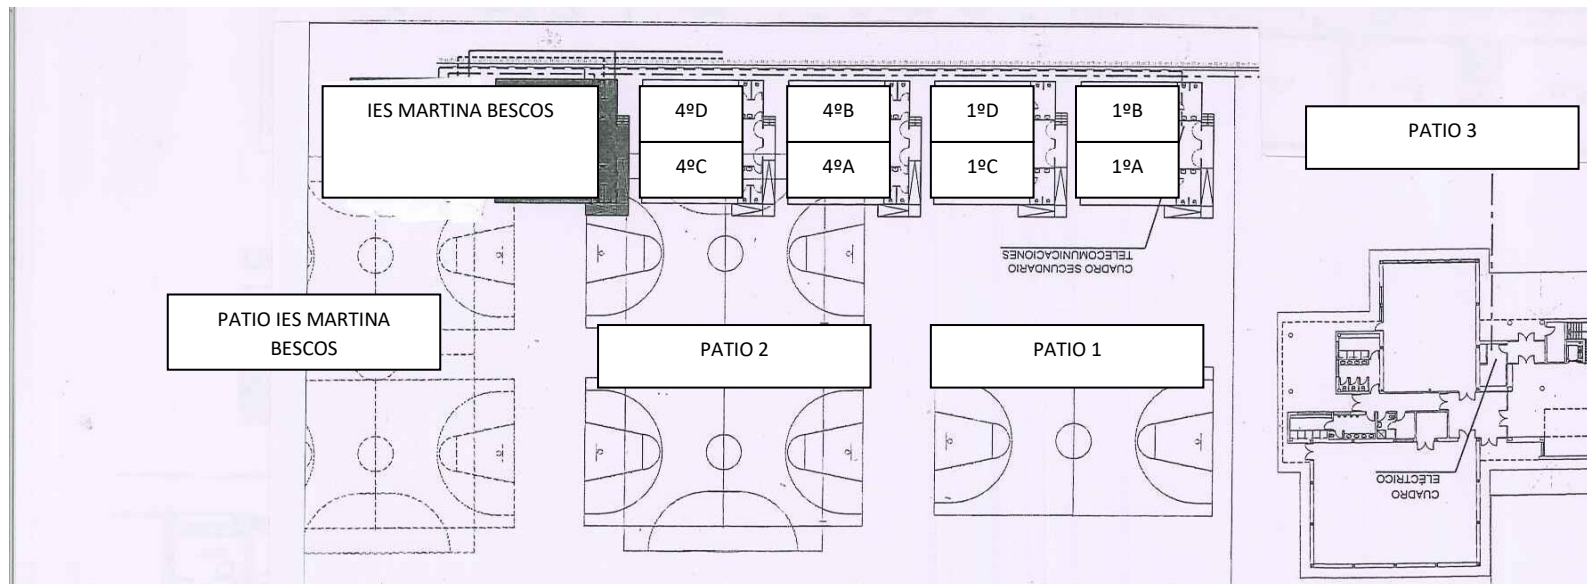 IES MARTINA BESCOS
4ºD
4ºB
1ºD
1ºB
4ºC
4ºA
1ºC
1ºA
PATIO 3
CUADRO SECUNDARIO
TELECOMUNICACIONES
PATIO IES MARTINA
BESCOS
PATIO 2
PATIO 1
CUADRO
ELÉCTRICO